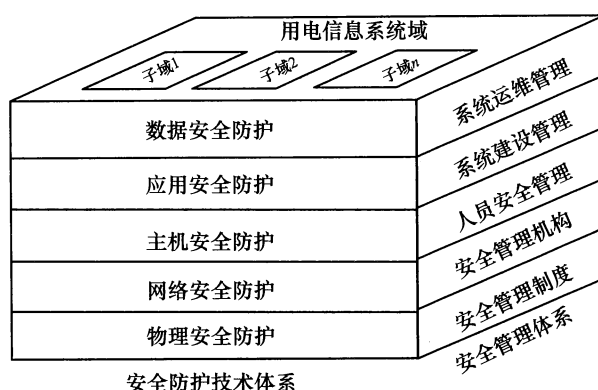 用电信息系统域
子域1
子域2
子域n
数据安全防护
应用安全防护
主机安全防护
网络安全防护
物理安全防护
安全防护技术体系
系统运维管理
系统建设管理
人员安全管理
安全管理机构
安全管理制度
安全管理体系